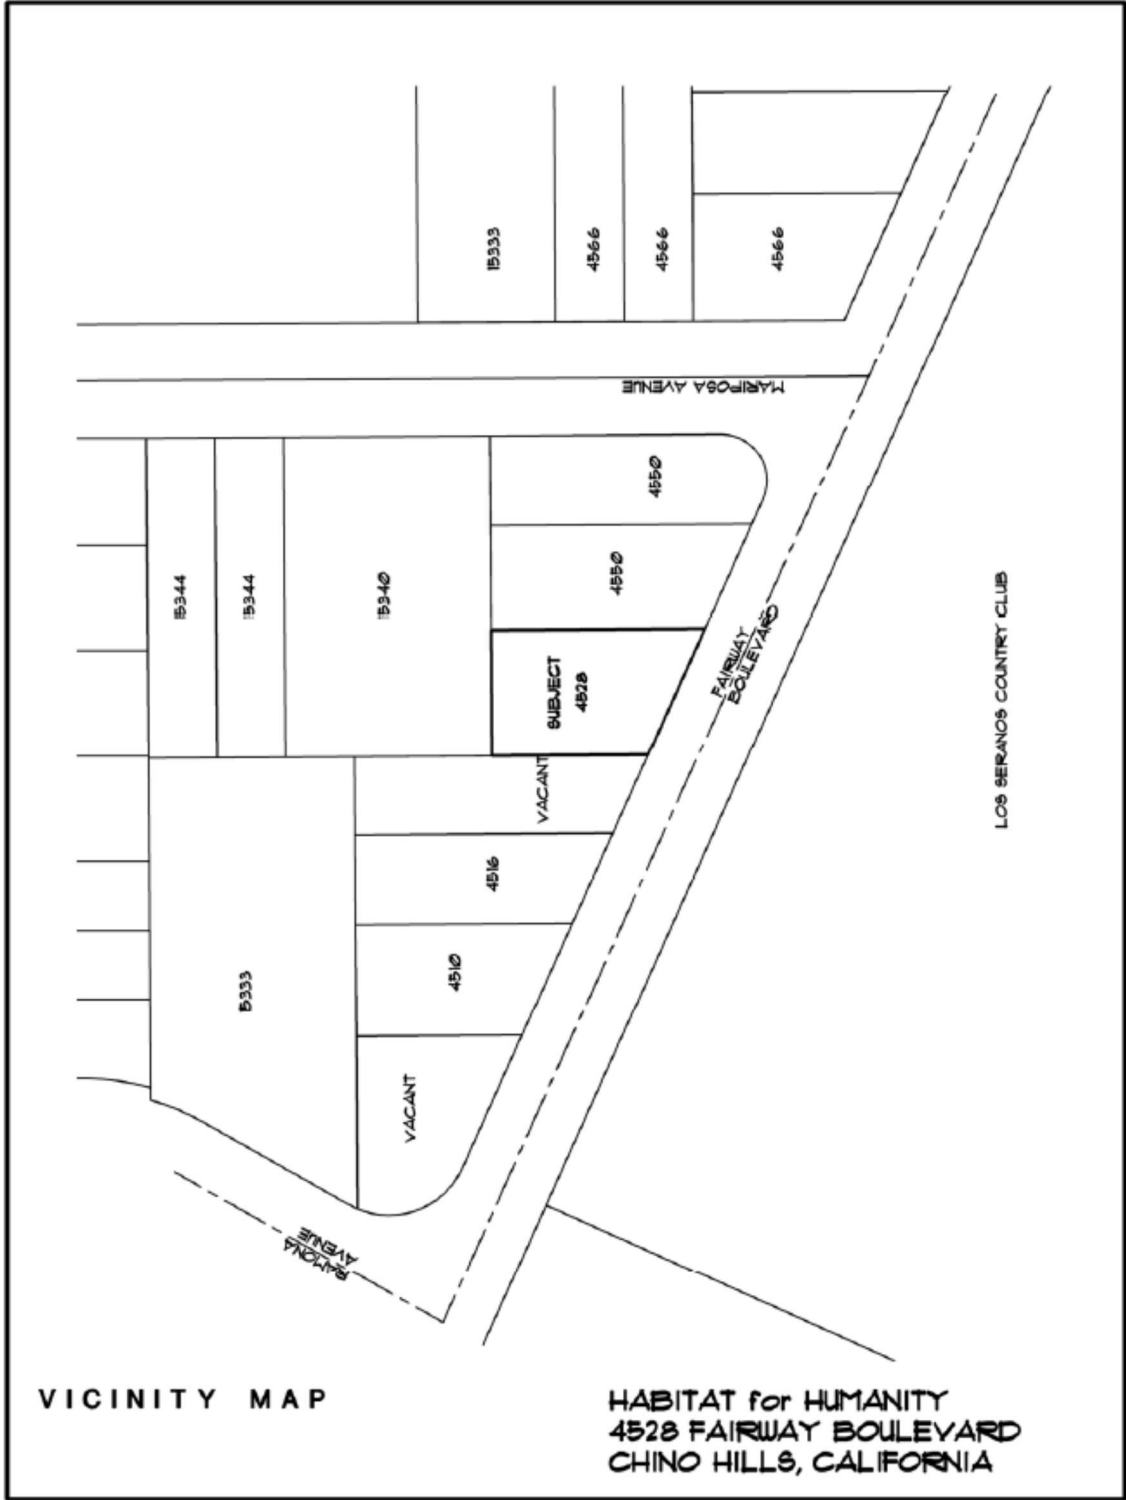 15333
4566
4566
4566
MARIPOSA AVENUE
4550
15344
15344
15340
4550
SUBJECT
4528
FAIRWAY
BOULEVARD
LOS SERANOS COUNTRY CLUB
VACANT
4516
4510
5333
VACANT
RAMONA
AVENUE
VICINITY MAP
HABITAT for HUMANITY
4528 FAIRWAY BOULEVARD
CHINO HILLS, CALIFORNIA